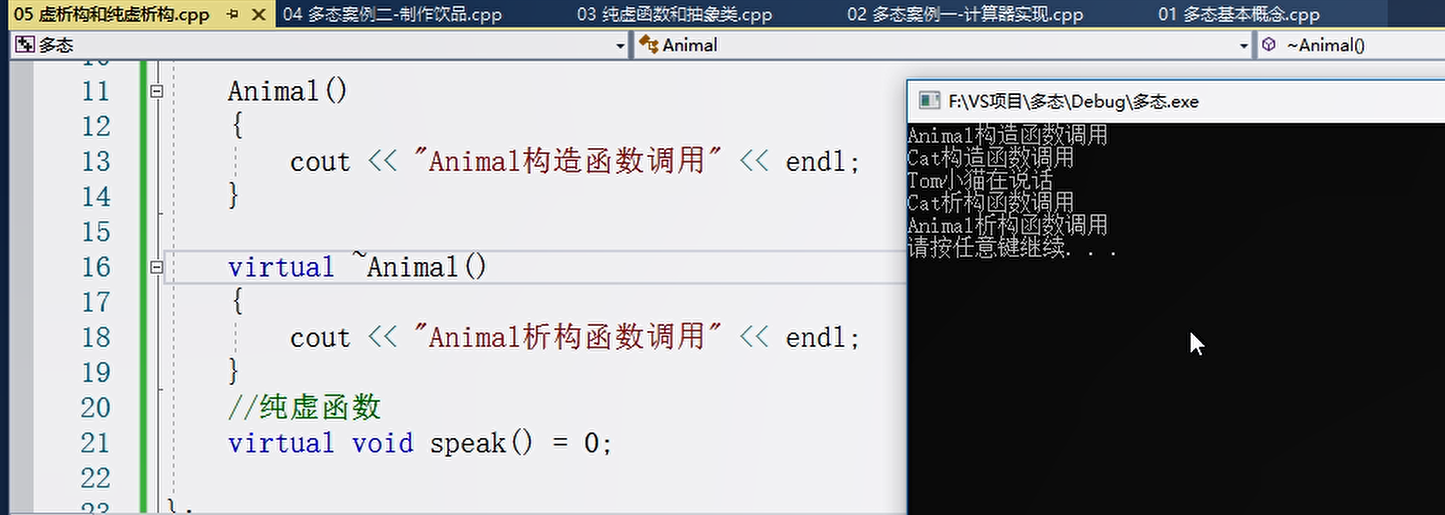 05 虚析构和纯虚析构.cpp 04 多态案例二-制作饮品.cpp 03 纯虚函数和抽象类.cpp 02 多态案例一-计算器实现.cpp 01 多态基本概念.cpp
多态 Animal ~Animal()
10
11 Animal()
12 {
13 cout << "Animal构造函数调用" << endl;
14 }
15
16 virtual ~Animal()
17 {
18 cout << "Animal析构函数调用" << endl;
19 }
20 //纯虚函数
21 virtual void speak() = 0;
22
23 };
F:\VS项目\多态\Debug\多态.exe
Animal构造函数调用
Cat构造函数调用
Tom小猫在说话
Cat析构函数调用
Animal析构函数调用
请按任意键继续. . .